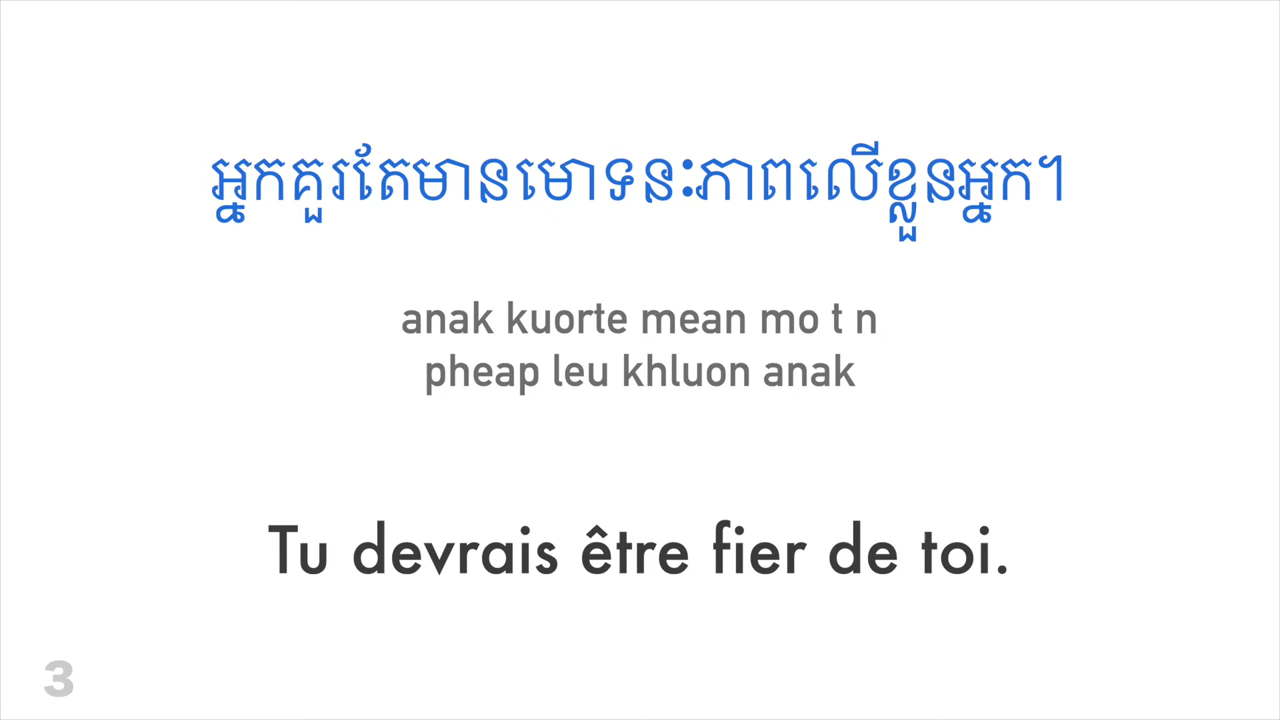 អ្នកគួរតែមានមោទនៈភាពលើខ្លួនអ្នក។
anak kuorte mean mo t n
pheap leu khluon anak
Tu devrais être fier de toi.
3